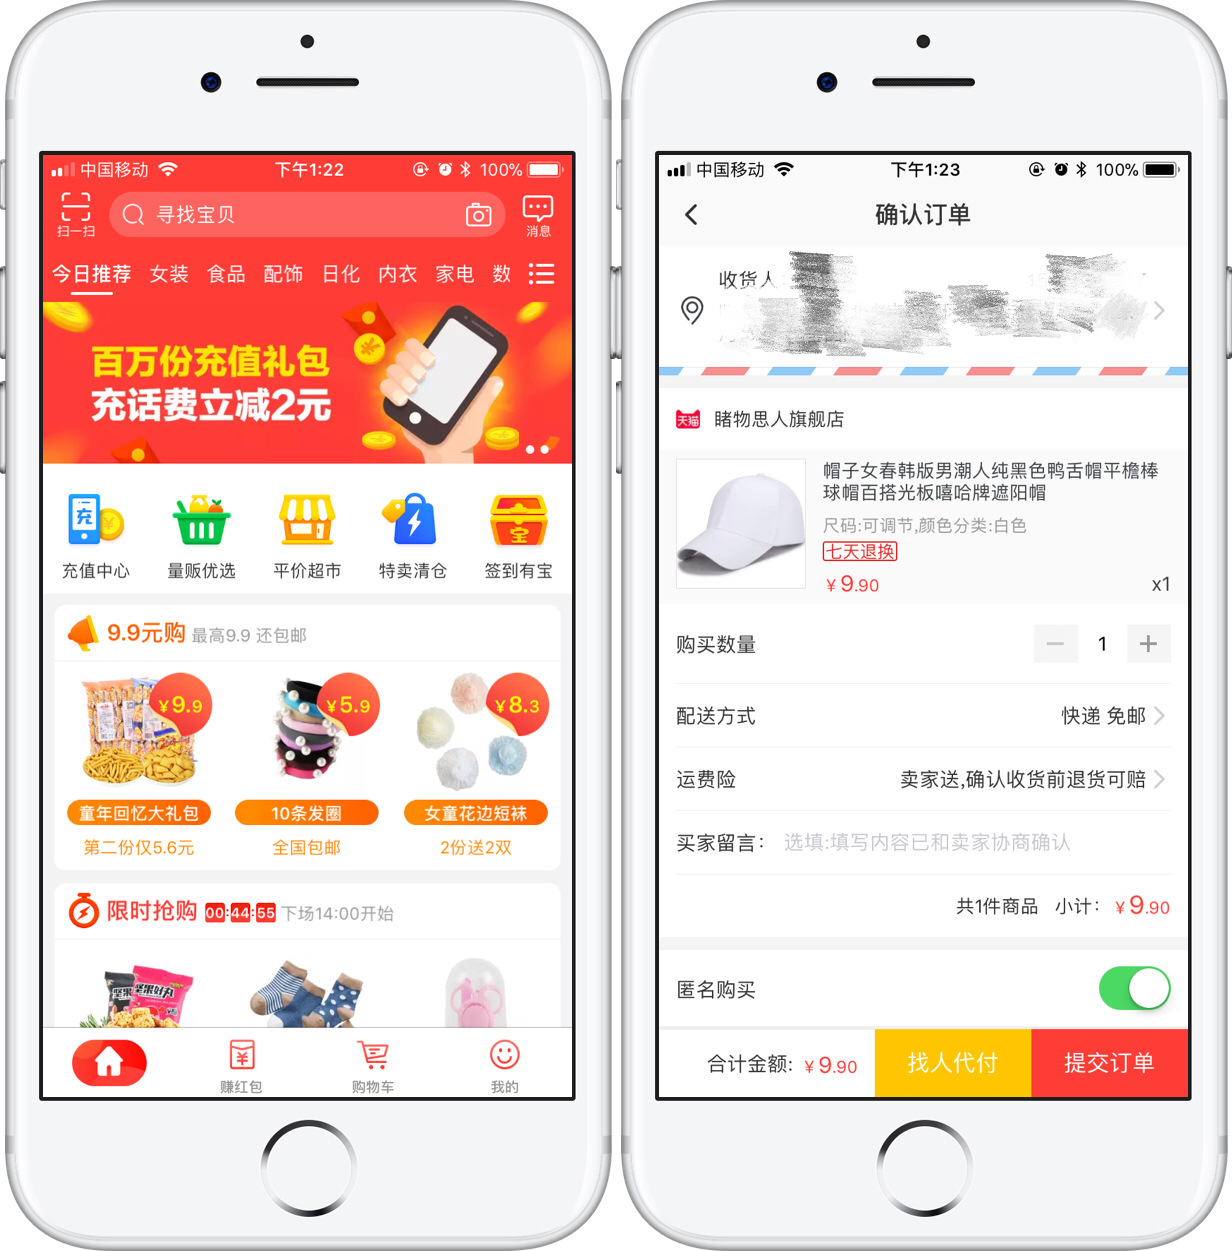 中国移动
下午1:22
100%
扫一扫
寻找宝贝
消息
今日推荐 女装 食品 配饰 日化 内衣 家电 数
百万份充值礼包
充话费立减2元
充
充值中心 量贩优选 平价超市 特卖清仓 签到有宝
9.9元购 最高9.9 还包邮
¥9.9 ¥5.9 ¥8.3
童年回忆大礼包 10条发圈 女童花边短袜
第二份仅5.6元 全国包邮 2份送2双
限时抢购 00:44:55 下场14:00开始
赚红包 购物车 我的
中国移动
下午1:23
100%
确认订单
收货人
天猫 睹物思人旗舰店
帽子女春韩版男潮人纯黑色鸭舌帽平檐棒
球帽百搭光板嘻哈牌遮阳帽
尺码:可调节,颜色分类:白色
七天退换
¥9.90
x1
购买数量
1
配送方式
快递 免邮
运费险
卖家送,确认收货前退货可赔
买家留言：
选填:填写内容已和卖家协商确认
共1件商品 小计： ¥9.90
匿名购买
合计金额: ¥9.90
找人代付
提交订单